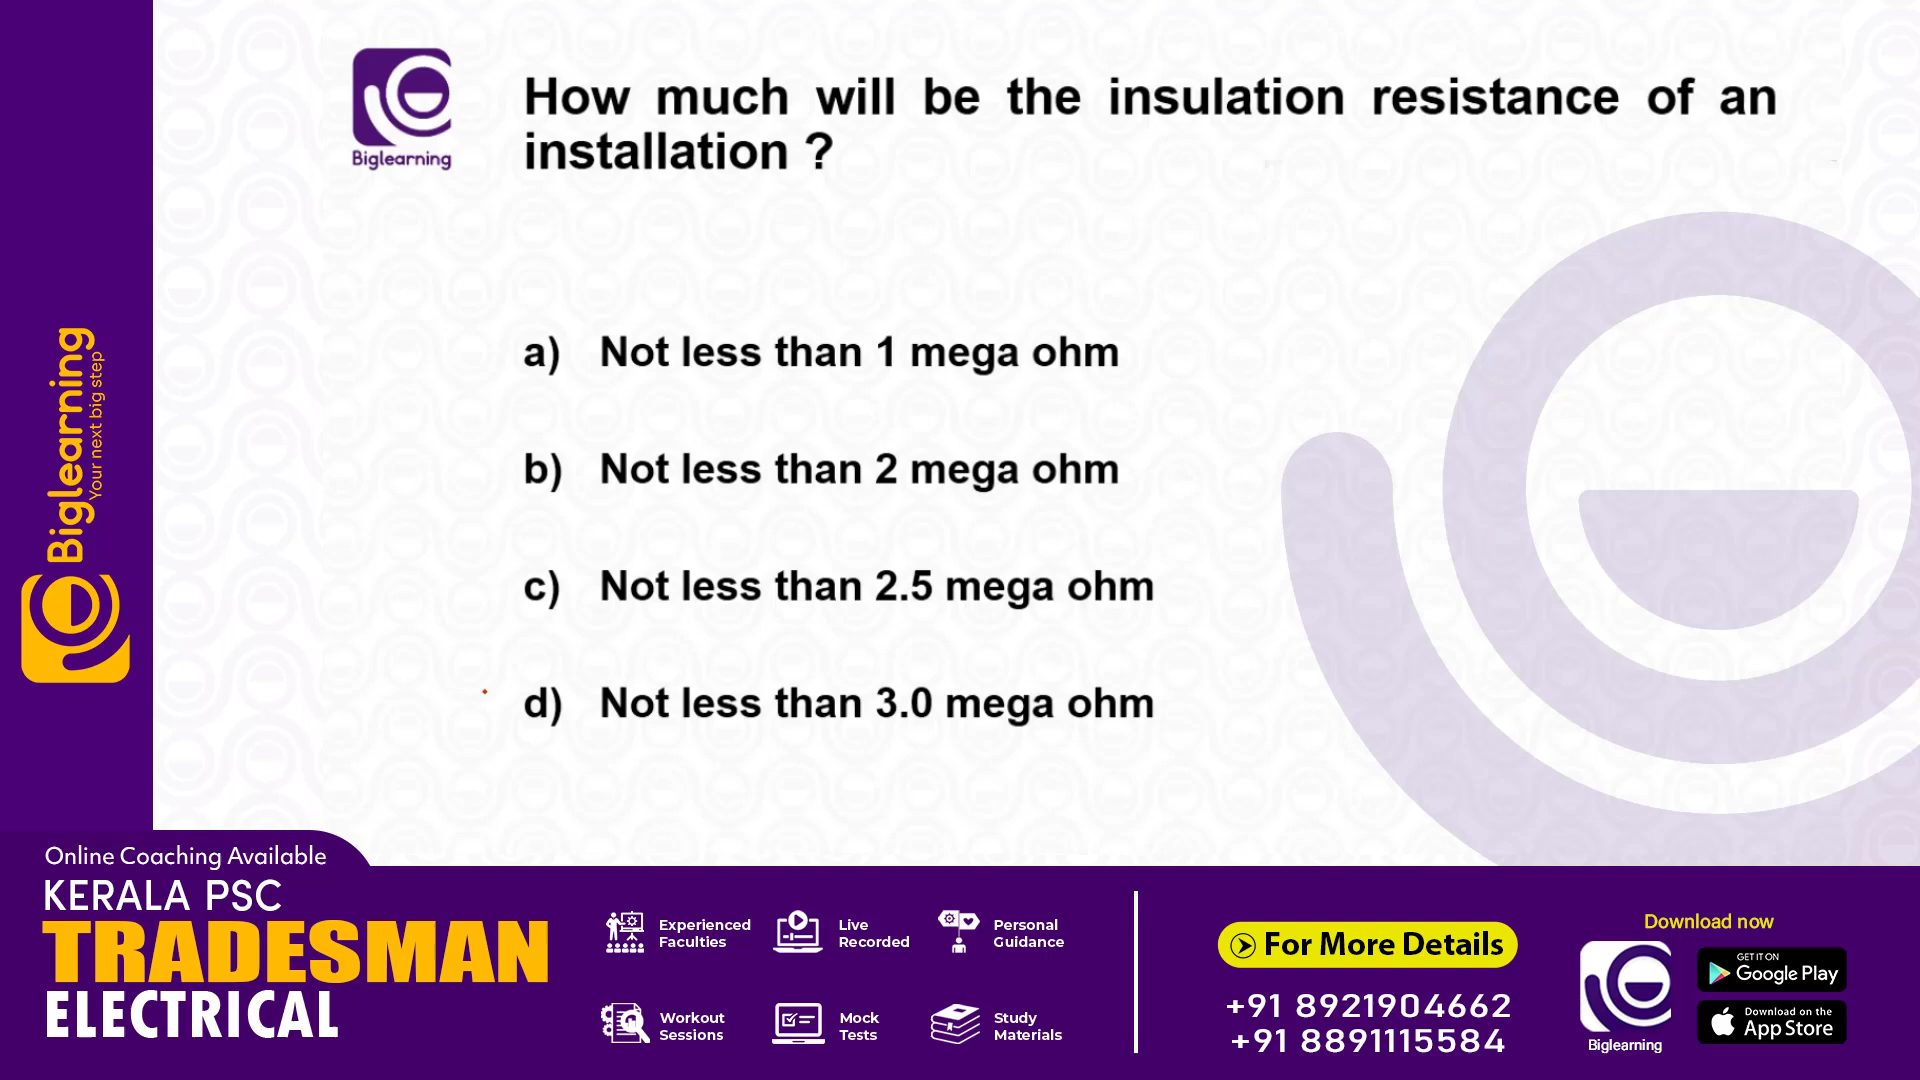 Biglearning
How much will be the insulation resistance of an
installation ?
a) Not less than 1 mega ohm
b) Not less than 2 mega ohm
c) Not less than 2.5 mega ohm
d) Not less than 3.0 mega ohm
Biglearning
Your next big step
Online Coaching Available
KERALA PSC
TRADESMAN
ELECTRICAL
Experienced
Faculties
Live
Recorded
Personal
Guidance
Workout
Sessions
Mock
Tests
Study
Materials
For More Details
+91 8921904662
+91 8891115584
Download now
Biglearning
GET IT ON
Google Play
Download on the
App Store